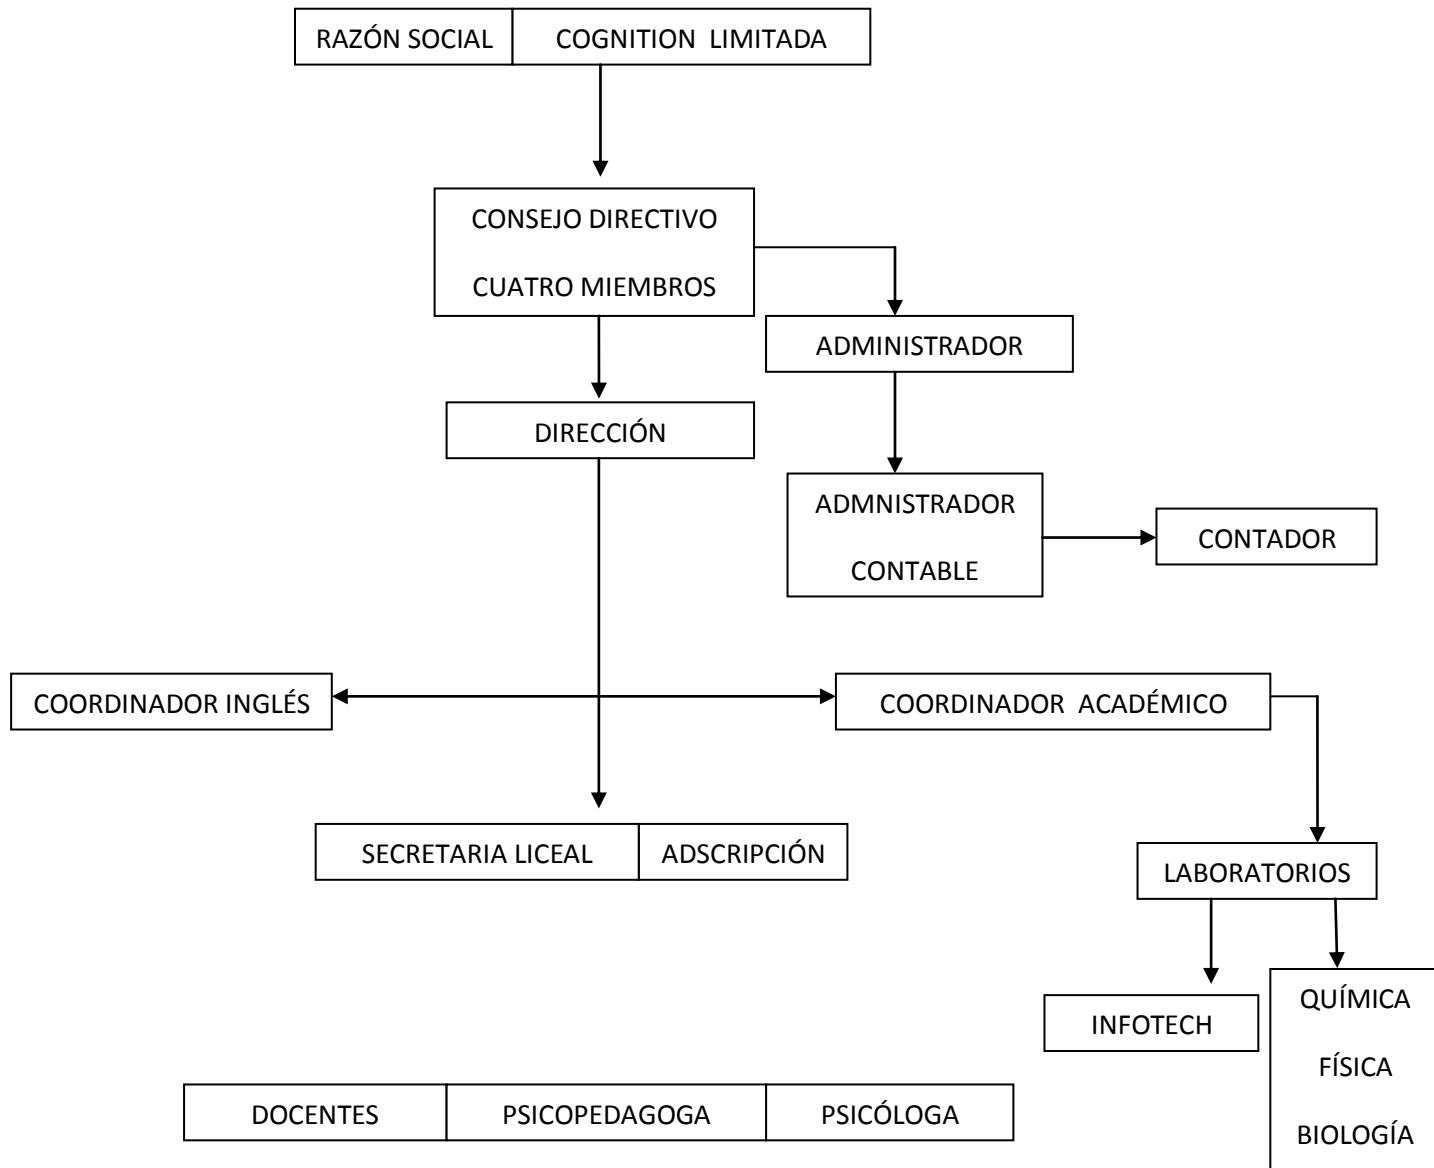 RAZÓN SOCIAL
COGNITION  LIMITADA
CONSEJO DIRECTIVO
CUATRO MIEMBROS
ADMINISTRADOR
DIRECCIÓN
ADMNISTRADOR
CONTABLE
CONTADOR
COORDINADOR INGLÉS
COORDINADOR  ACADÉMICO
SECRETARIA LICEAL
ADSCRIPCIÓN
LABORATORIOS
INFOTECH
QUÍMICA
FÍSICA
BIOLOGÍA
DOCENTES
PSICOPEDAGOGA
PSICÓLOGA